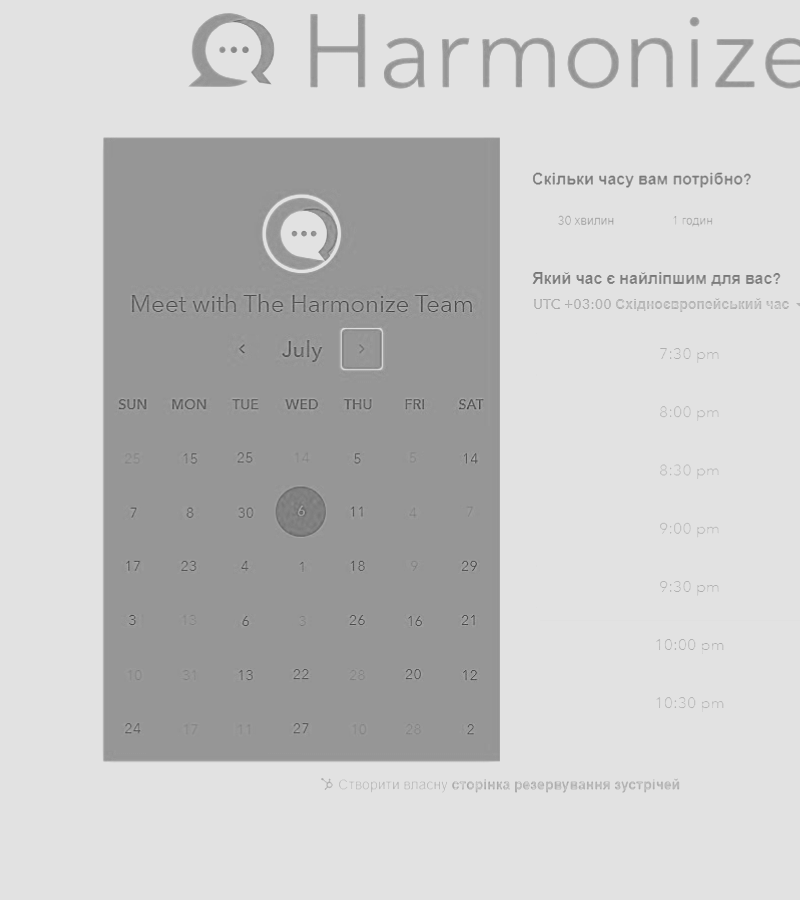 Harmonize
Meet with The Harmonize Team
July
SUN MON TUE WED THU FRI SAT
25 15 25 14 5 5 14
7 8 30 6 11 4 7
17 23 4 1 18 9 29
3 13 6 3 26 16 21
10 31 13 22 28 20 12
24 17 11 27 10 28 2
Скільки часу вам потрібно?
30 хвилин 1 годин
Який час є найліпшим для вас?
UTC +03:00 Східноєвропейський час
7:30 pm
8:00 pm
8:30 pm
9:00 pm
9:30 pm
10:00 pm
10:30 pm
Створити власну сторінка резервування зустрічей